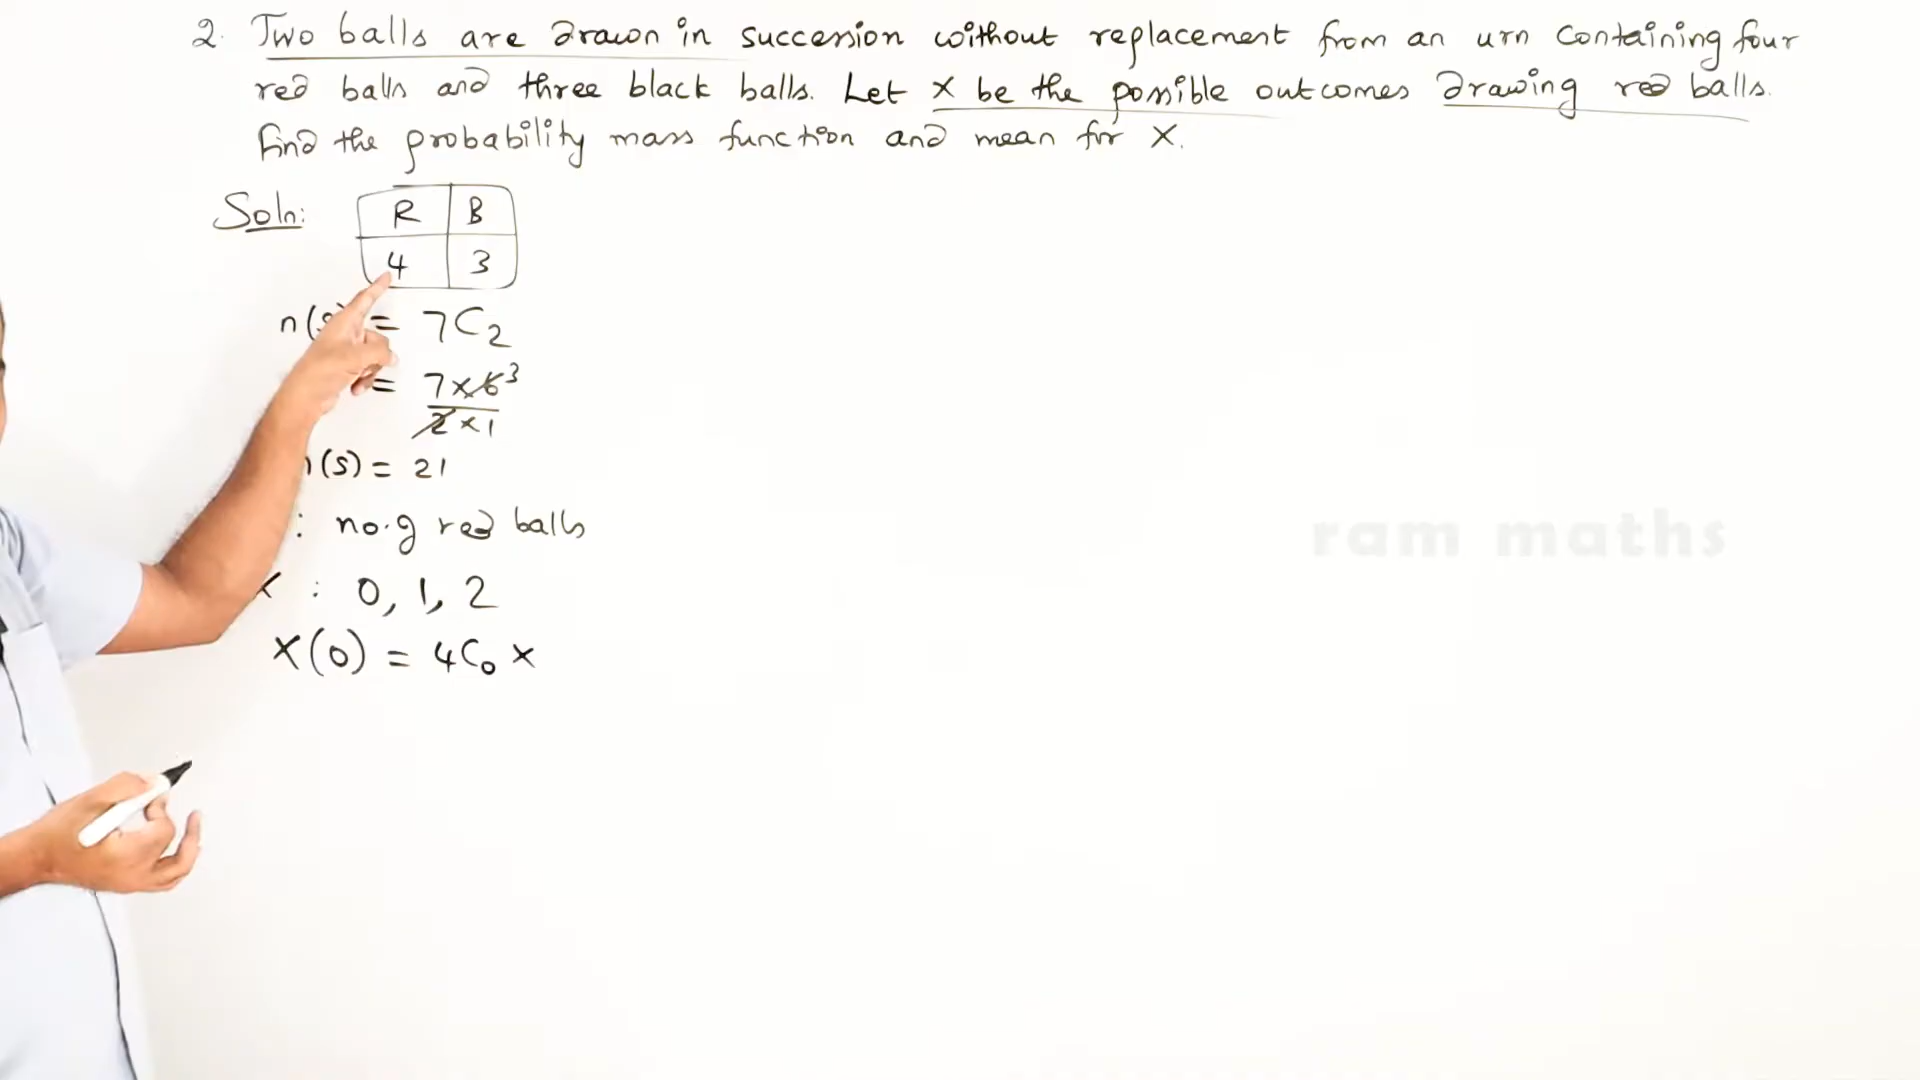 2. Two balls are drawn in succession without replacement from an urn containing four
red balls and three black balls. Let X be the possible outcomes drawing red balls.
Find the probability mass function and mean for X.
Soln:
R B
4 3
n(S) = 7C2
= 7×6 3
2×1
(S) = 21
: no. of red balls
X : 0, 1, 2
X(0) = 4C0 ×
ram maths